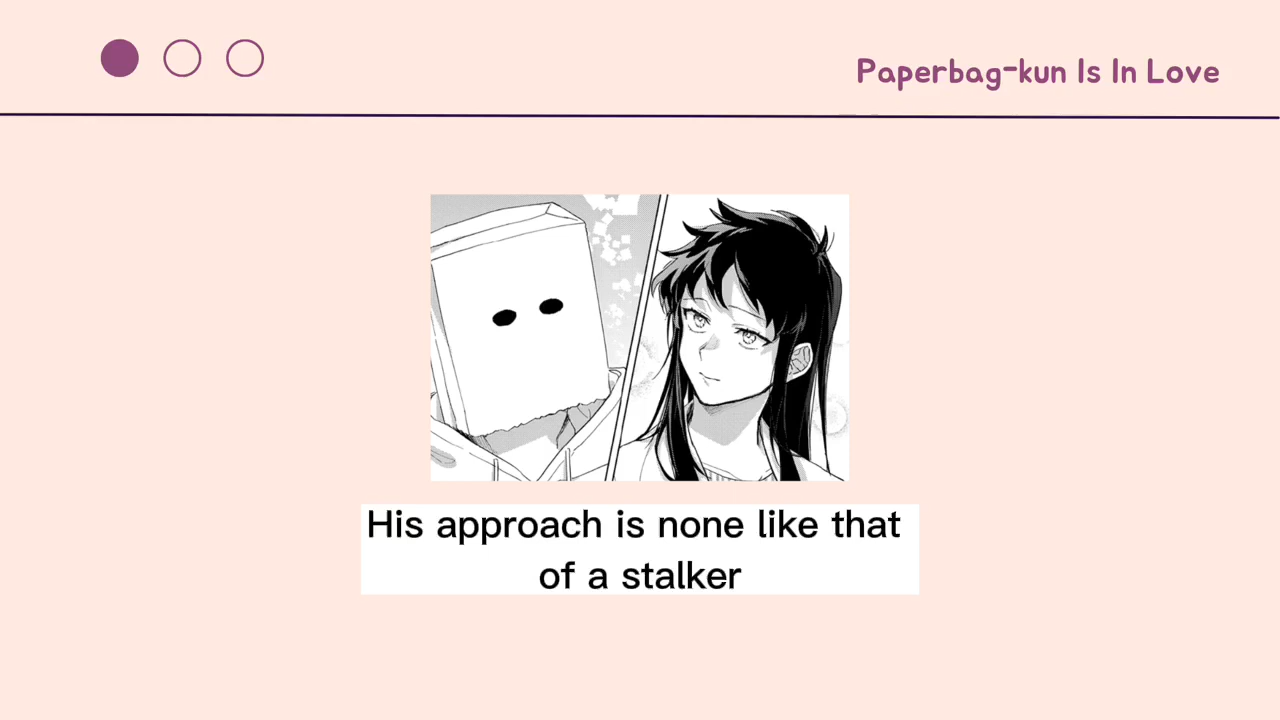 Paperbag-kun Is In Love
His approach is none like that
of a stalker